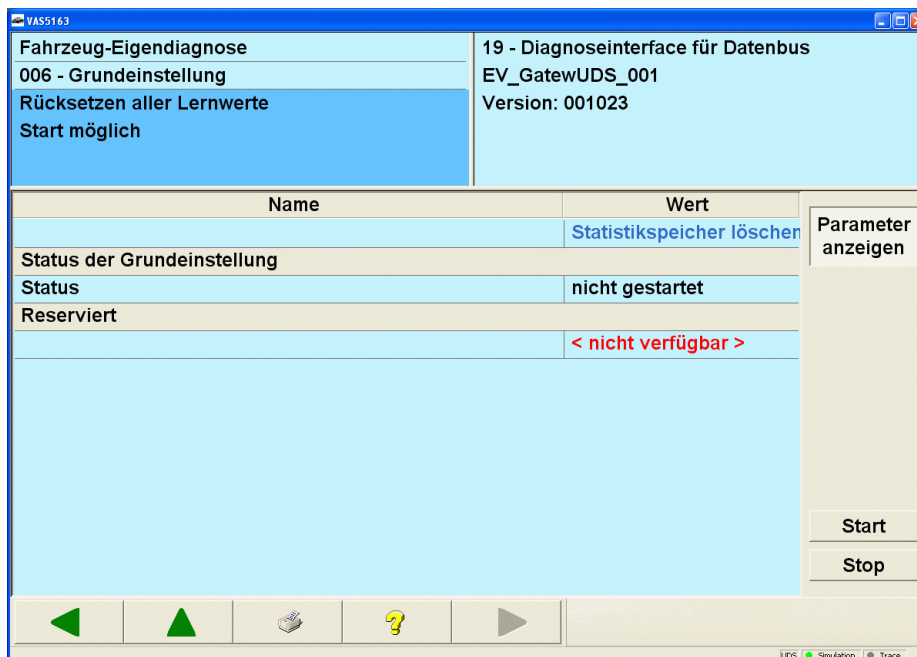 VAS5163
Fahrzeug-Eigendiagnose
006 - Grundeinstellung
Rücksetzen aller Lernwerte
Start möglich
19 - Diagnoseinterface für Datenbus
EV_GatewUDS_001
Version: 001023
Name Wert
Statistikspeicher löschen
Status der Grundeinstellung
Status nicht gestartet
Reserviert
< nicht verfügbar >
Parameter
anzeigen
Start
Stop
UDS Simulation Trace